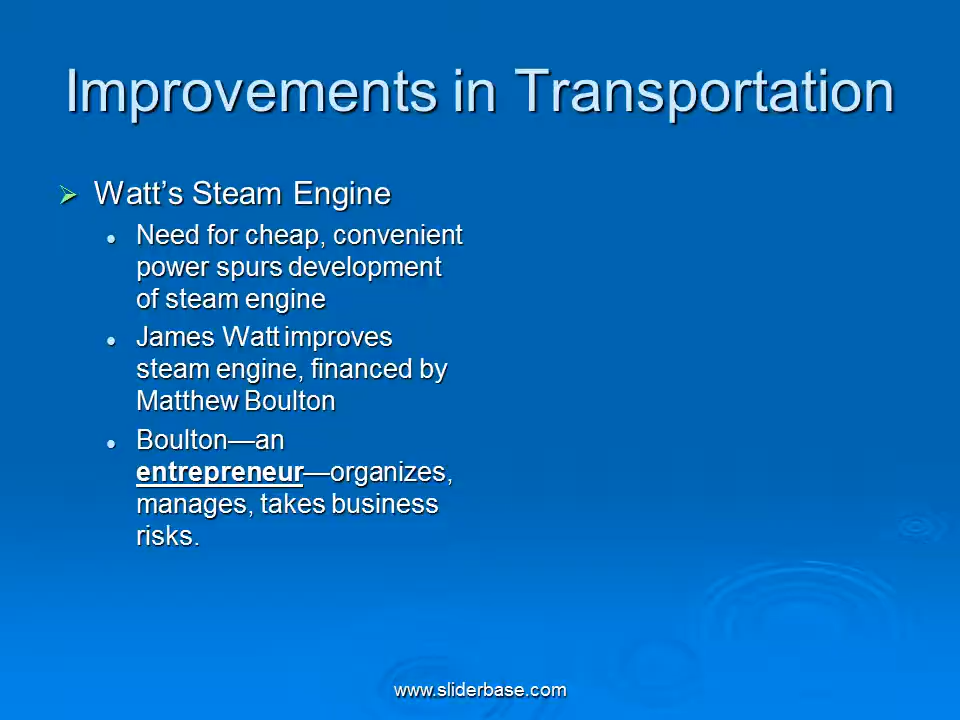 Improvements in Transportation
Watt’s Steam Engine
Need for cheap, convenient
power spurs development
of steam engine
James Watt improves
steam engine, financed by
Matthew Boulton
Boulton—an
entrepreneur—organizes,
manages, takes business
risks.
www.sliderbase.com